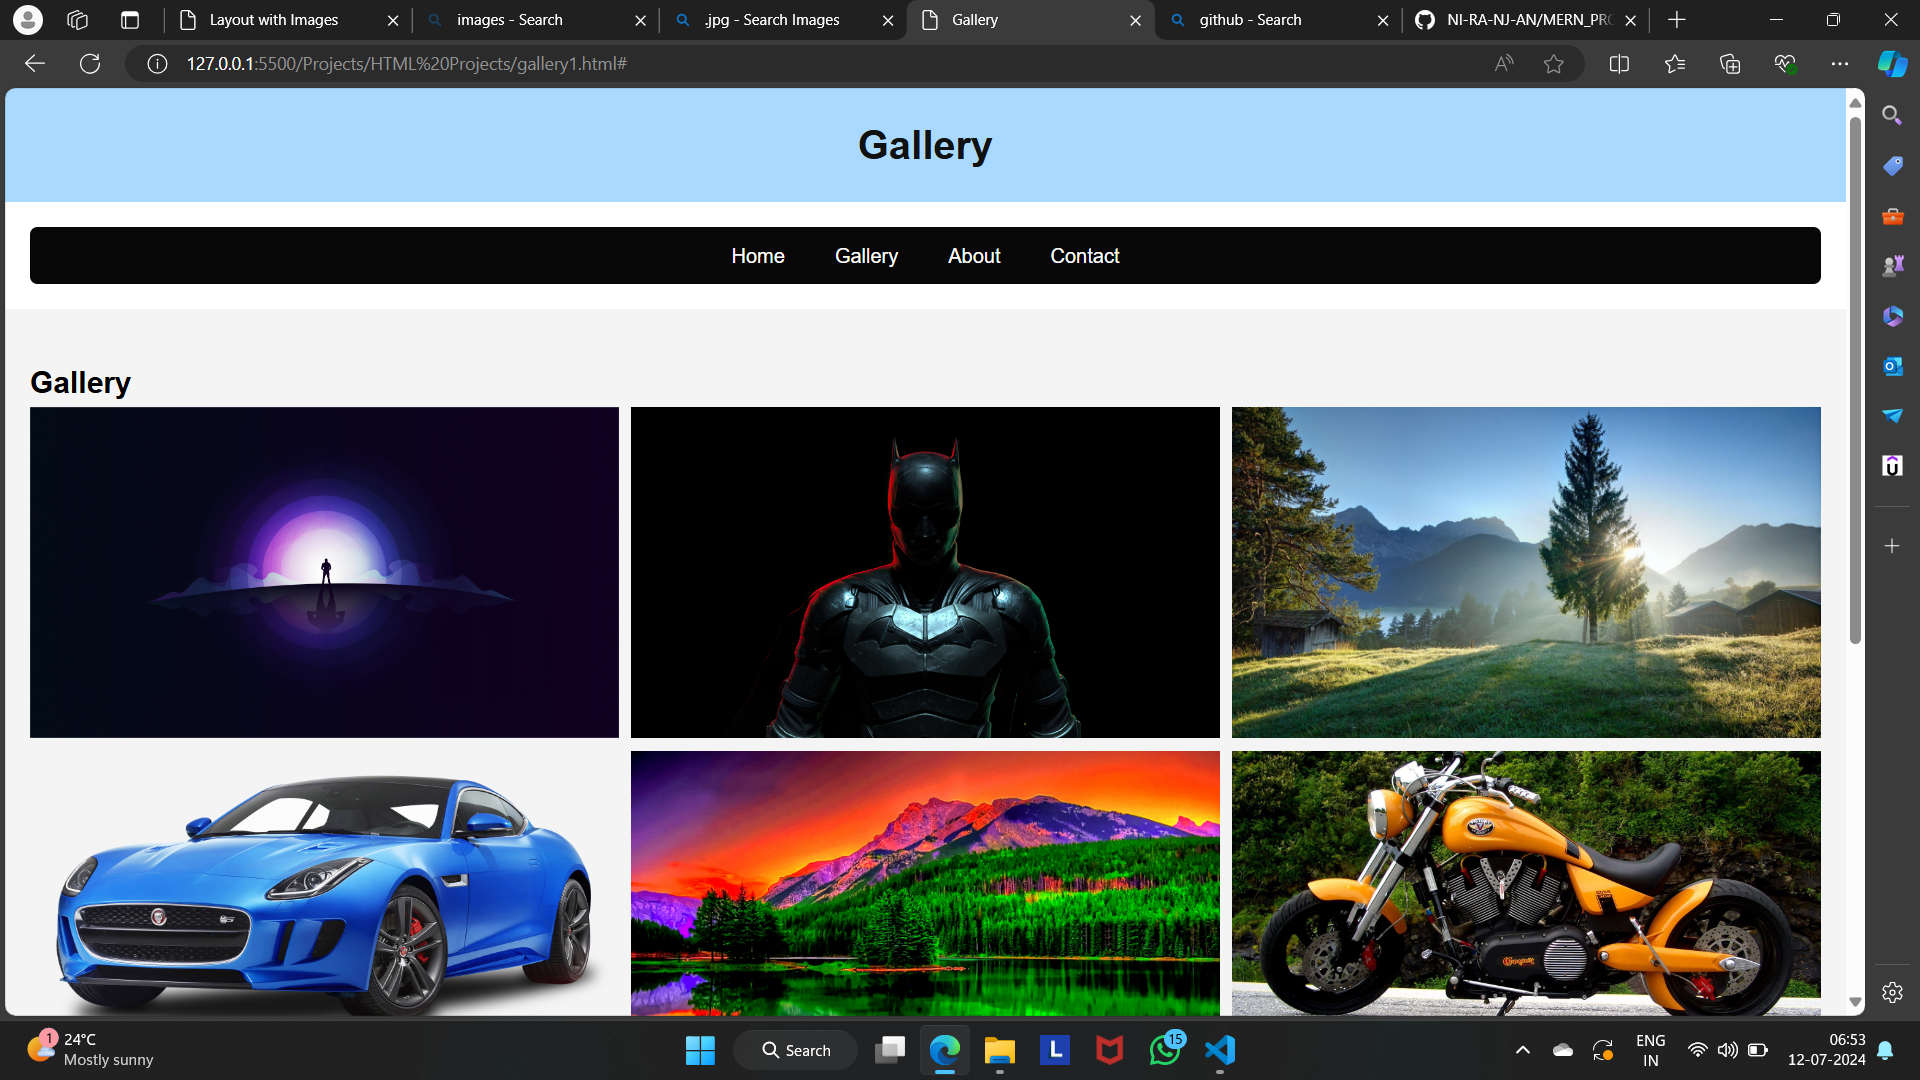 Layout with Images
images - Search
.jpg - Search Images
Gallery
github - Search
NI-RA-NJ-AN/MERN_PR
127.0.0.1:5500/Projects/HTML%20Projects/gallery1.html#
Gallery
Home Gallery About Contact
Gallery
1
24°C
Mostly sunny
Search
L
15
ENG
IN
06:53
12-07-2024